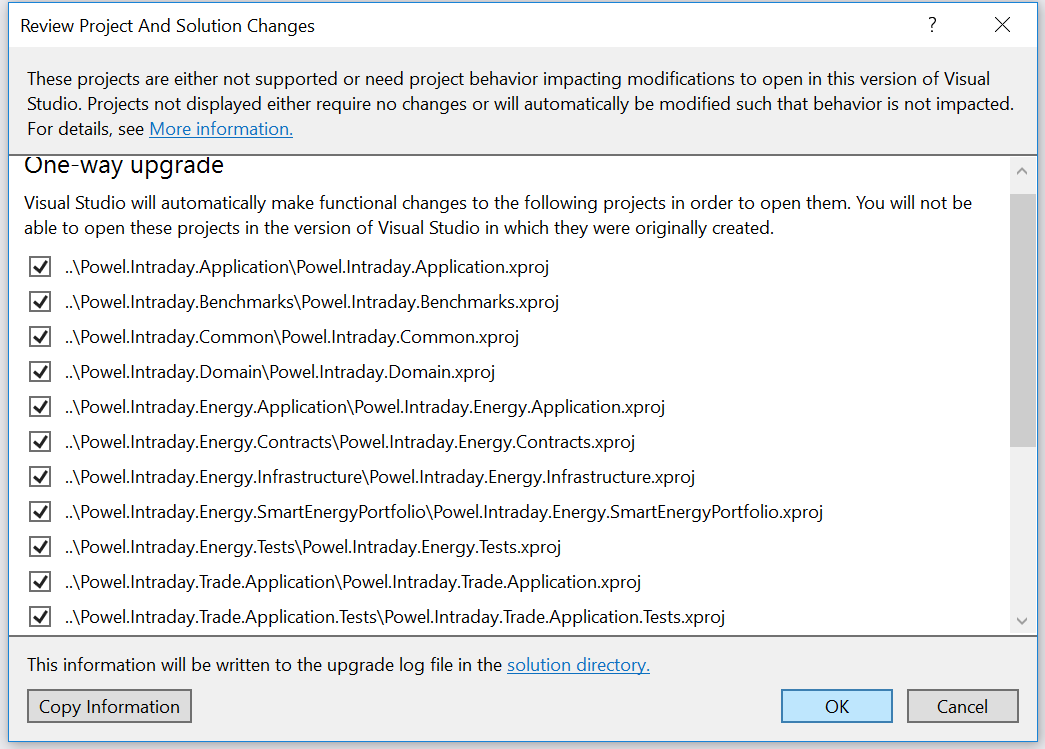 Review Project And Solution Changes
?
These projects are either not supported or need project behavior impacting modifications to open in this version of Visual
Studio. Projects not displayed either require no changes or will automatically be modified such that behavior is not impacted.
For details, see More information.
One-way upgrade
Visual Studio will automatically make functional changes to the following projects in order to open them. You will not be
able to open these projects in the version of Visual Studio in which they were originally created.
..\Powel.Intraday.Application\Powel.Intraday.Application.xproj
..\Powel.Intraday.Benchmarks\Powel.Intraday.Benchmarks.xproj
..\Powel.Intraday.Common\Powel.Intraday.Common.xproj
..\Powel.Intraday.Domain\Powel.Intraday.Domain.xproj
..\Powel.Intraday.Energy.Application\Powel.Intraday.Energy.Application.xproj
..\Powel.Intraday.Energy.Contracts\Powel.Intraday.Energy.Contracts.xproj
..\Powel.Intraday.Energy.Infrastructure\Powel.Intraday.Energy.Infrastructure.xproj
..\Powel.Intraday.Energy.SmartEnergyPortfolio\Powel.Intraday.Energy.SmartEnergyPortfolio.xproj
..\Powel.Intraday.Energy.Tests\Powel.Intraday.Energy.Tests.xproj
..\Powel.Intraday.Trade.Application\Powel.Intraday.Trade.Application.xproj
..\Powel.Intraday.Trade.Application.Tests\Powel.Intraday.Trade.Application.Tests.xproj
This information will be written to the upgrade log file in the solution directory.
Copy Information
OK
Cancel